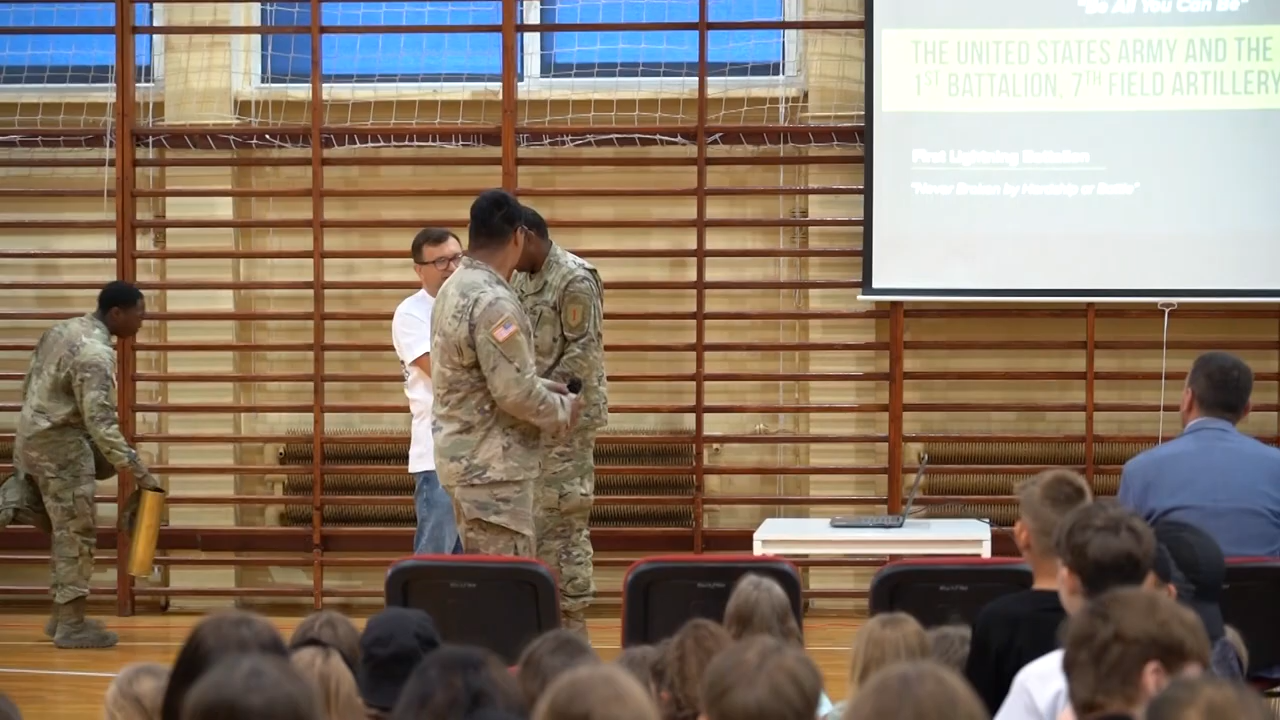 "Be All You Can Be"
THE UNITED STATES ARMY AND THE
1ST BATTALION, 7TH FIELD ARTILLERY
First Lightning Battalion
"Never Broken by Hardship or Battle"